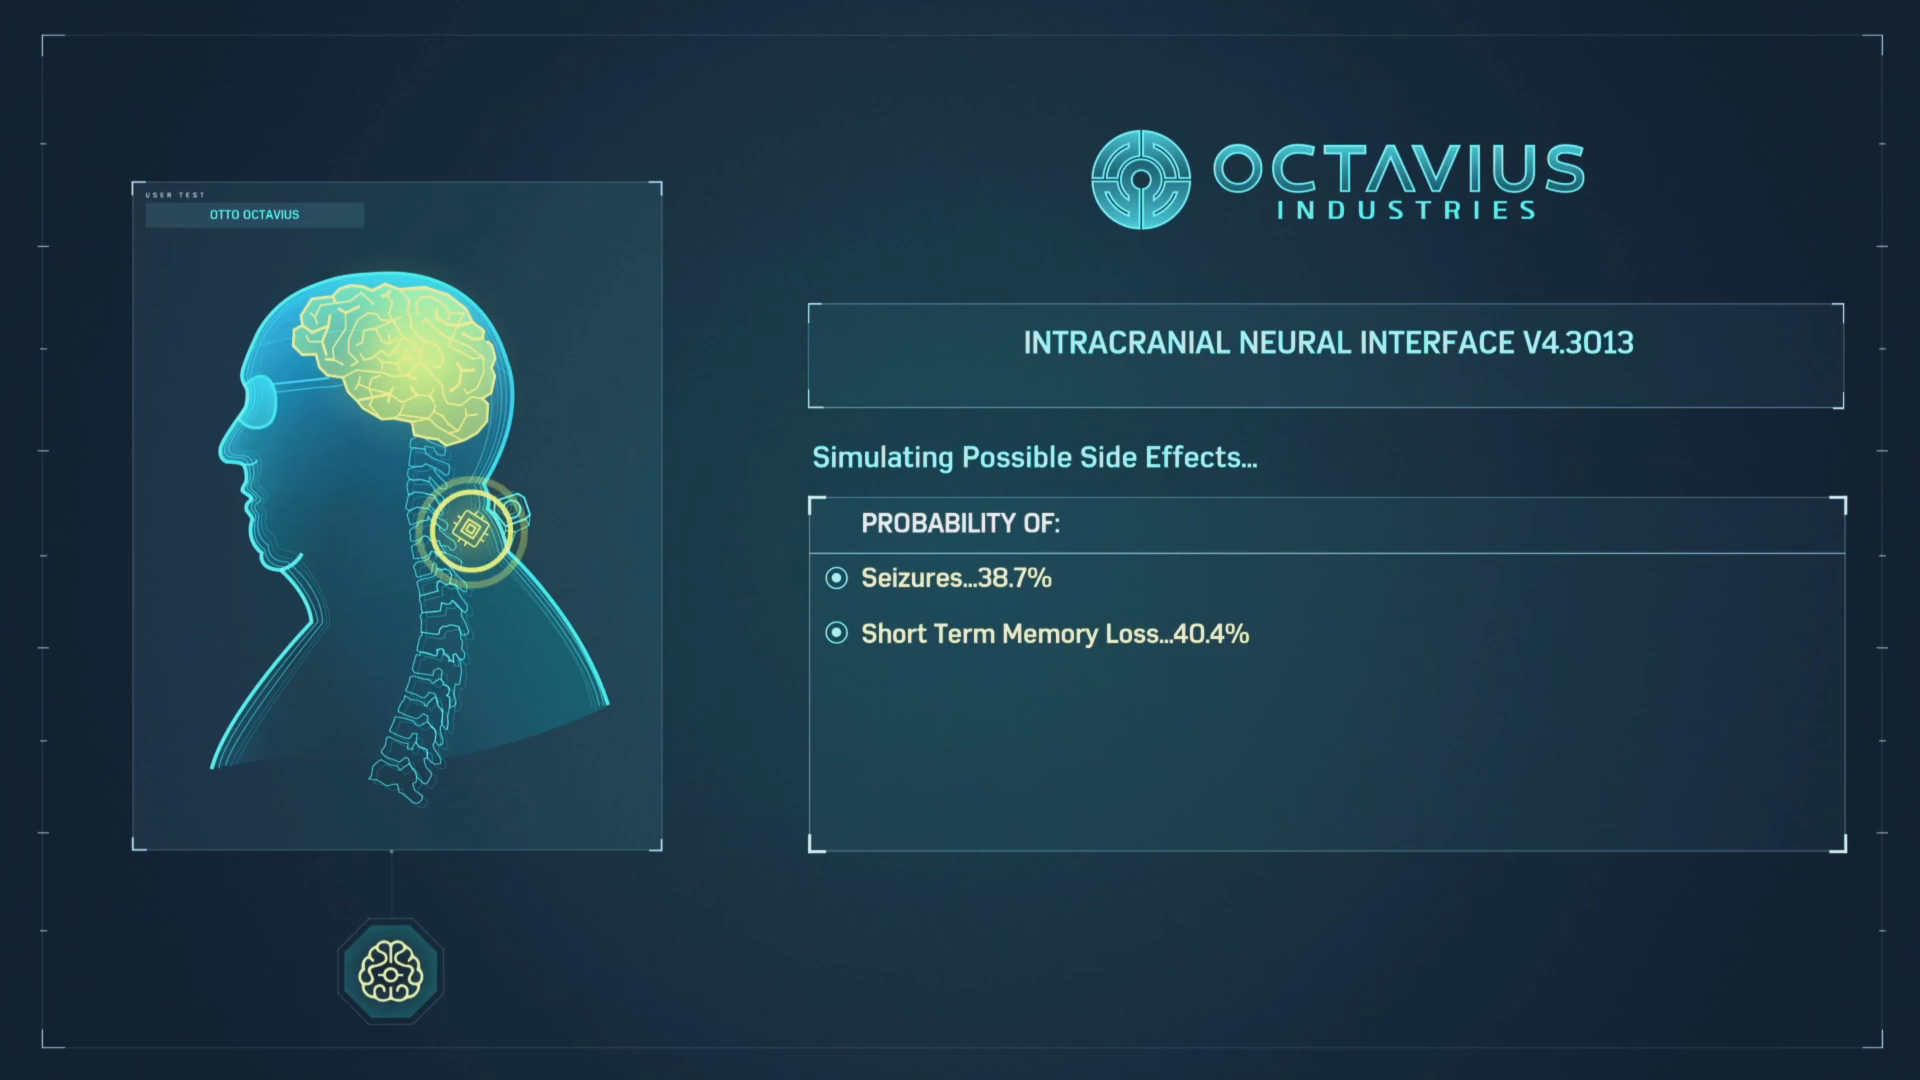 USER TEST
OTTO OCTAVIUS
OCTAVIUS
INDUSTRIES
INTRACRANIAL NEURAL INTERFACE V4.3013
Simulating Possible Side Effects...
PROBABILITY OF:
Seizures...38.7%
Short Term Memory Loss...40.4%